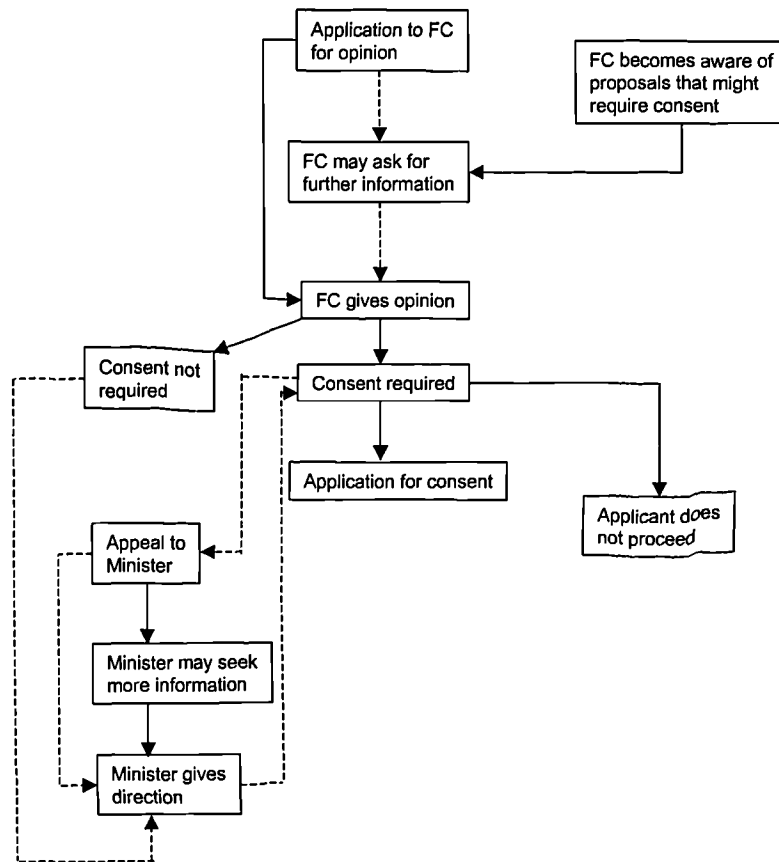 Application to FC
for opinion
FC becomes aware of
proposals that might
require consent
FC may ask for
further information
FC gives opinion
Consent not
required
Consent required
Application for consent
Applicant does
not proceed
Appeal to
Minister
Minister may seek
more information
Minister gives
direction